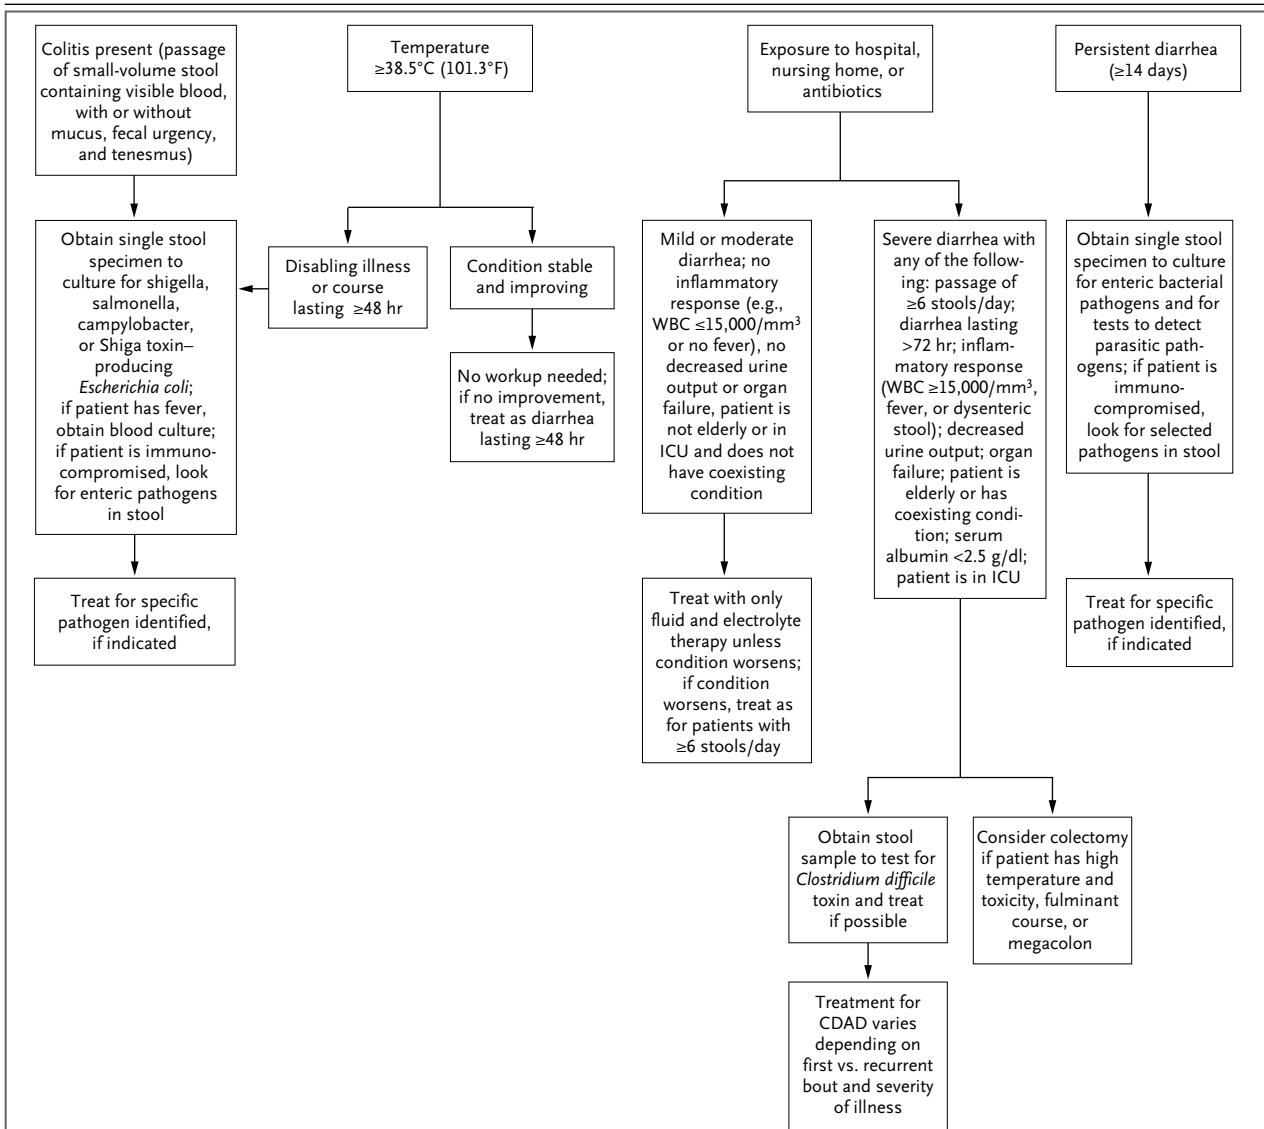 Colitis present (passage
of small-volume stool
containing visible blood,
with or without
mucus, fecal urgency,
and tenesmus)
Temperature
≥38.5°C (101.3°F)
Exposure to hospital,
nursing home, or
antibiotics
Persistent diarrhea
(≥14 days)
Obtain single stool
specimen to
culture for shigella,
salmonella,
campylobacter,
or Shiga toxin–
producing
Escherichia coli;
if patient has fever,
obtain blood culture;
if patient is immuno-
compromised, look
for enteric pathogens
in stool
Disabling illness
or course
lasting ≥48 hr
Condition stable
and improving
Mild or moderate
diarrhea; no
inflammatory
response (e.g.,
WBC ≤15,000/mm³
or no fever), no
decreased urine
output or organ
failure, patient is
not elderly or in
ICU and does not
have coexisting
condition
Severe diarrhea with
any of the follow-
ing: passage of
≥6 stools/day;
diarrhea lasting
>72 hr; inflam-
matory response
(WBC ≥15,000/mm³,
fever, or dysenteric
stool); decreased
urine output; organ
failure; patient is
elderly or has
coexisting condi-
tion; serum
albumin <2.5 g/dl;
patient is in ICU
Obtain single stool
specimen to culture
for enteric bacterial
pathogens and for
tests to detect
parasitic path-
ogens; if patient is
immuno-
compromised,
look for selected
pathogens in stool
No workup needed;
if no improvement,
treat as diarrhea
lasting ≥48 hr
Treat for specific
pathogen identified,
if indicated
Treat with only
fluid and electrolyte
therapy unless
condition worsens;
if condition
worsens, treat as
for patients with
≥6 stools/day
Treat for specific
pathogen identified,
if indicated
Obtain stool
sample to test for
Clostridium difficile
toxin and treat
if possible
Consider colectomy
if patient has high
temperature and
toxicity, fulminant
course, or
megacolon
Treatment for
CDAD varies
depending on
first vs. recurrent
bout and severity
of illness